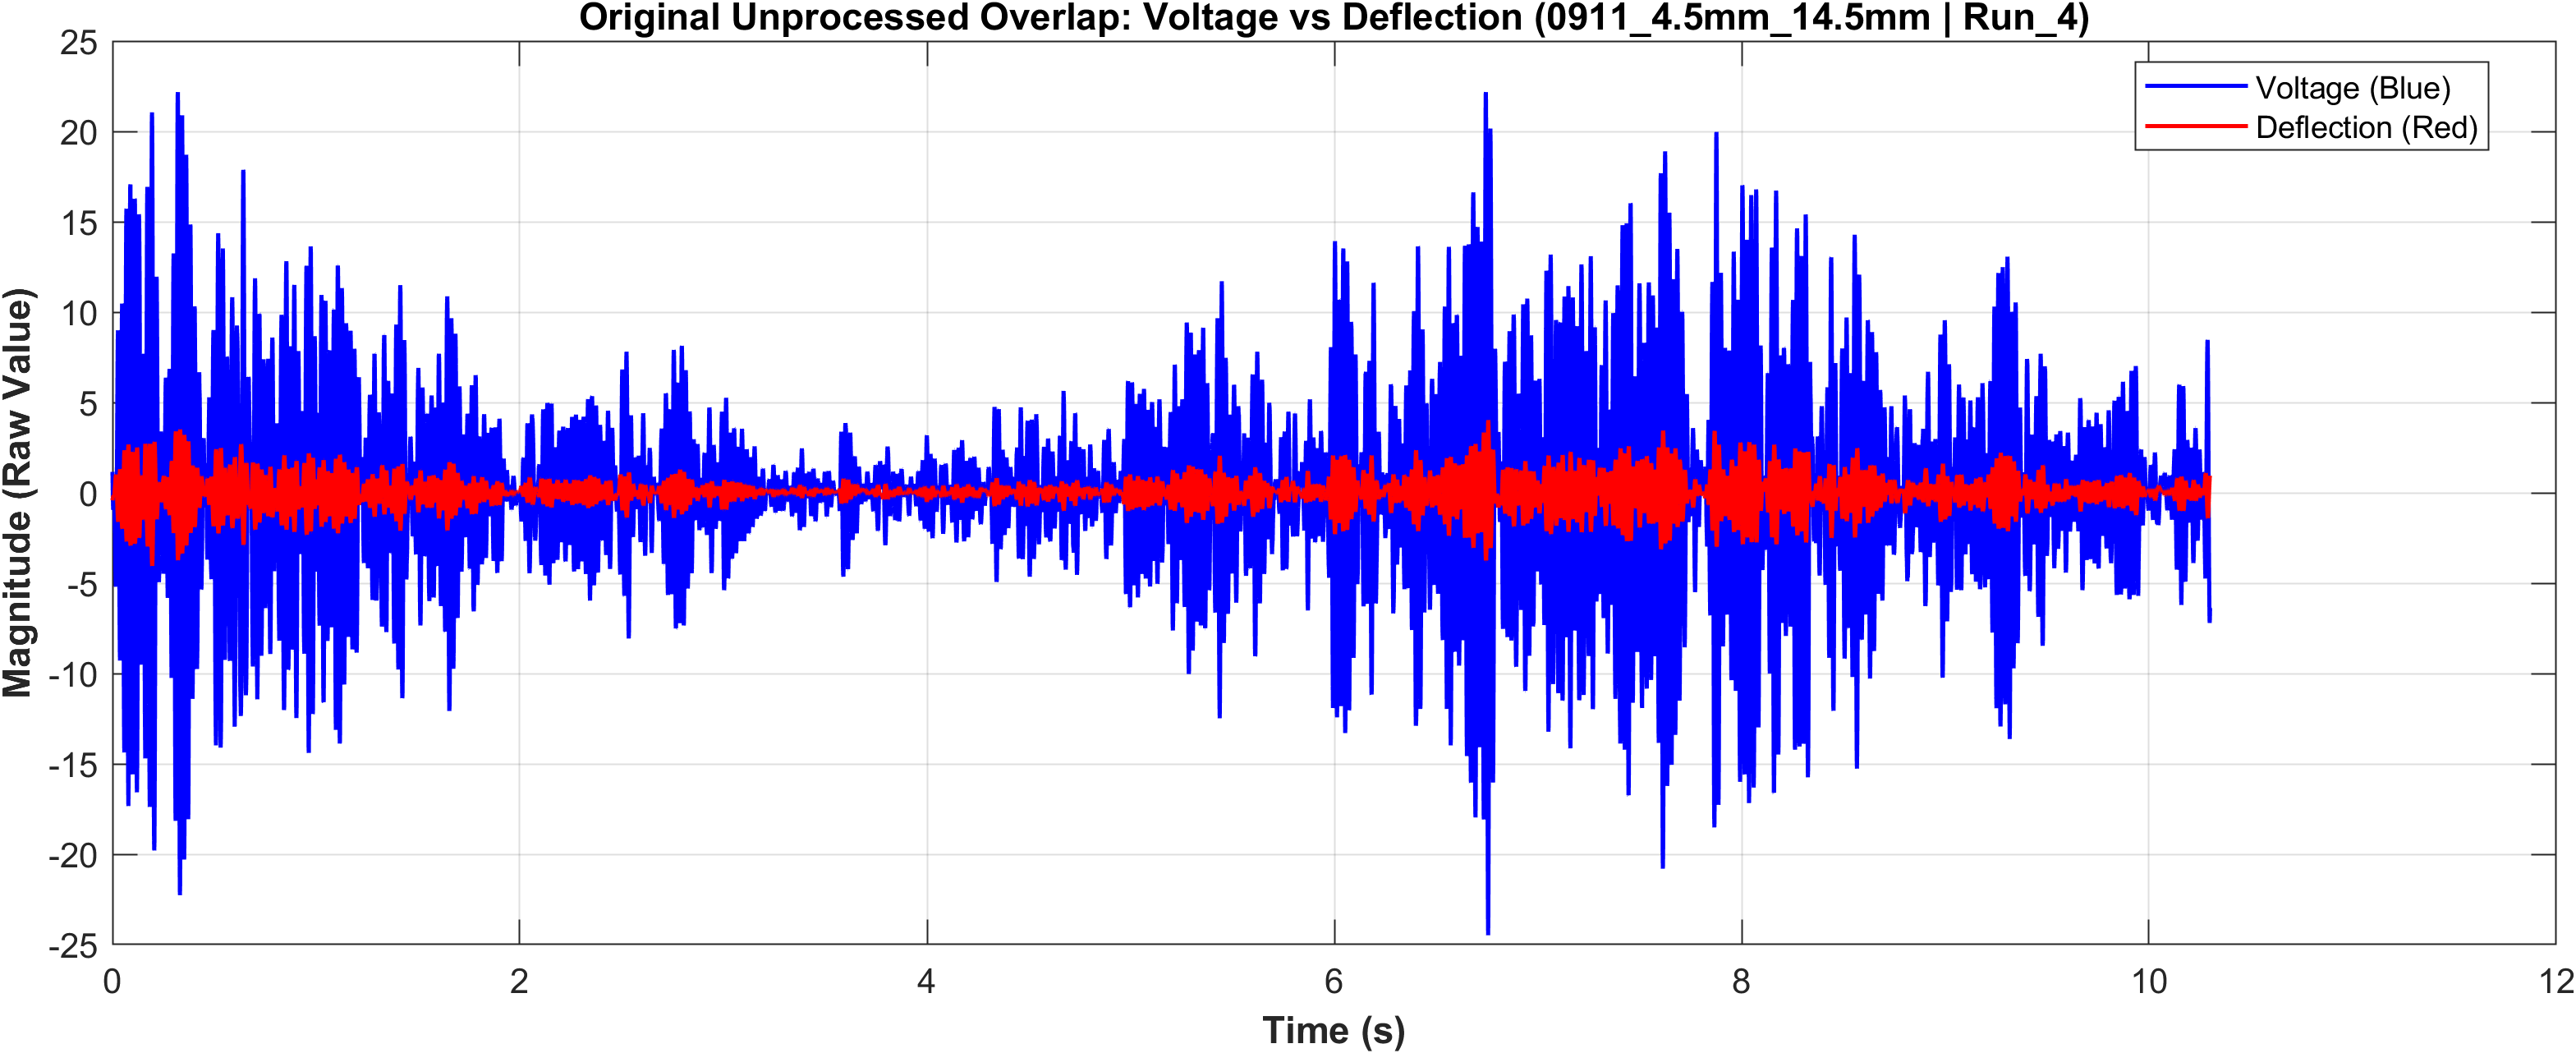 Original Unprocessed Overlap: Voltage vs Deflection (0911_4.5mm_14.5mm | Run_4)
25
20
15
10
5
0
-5
-10
-15
-20
-25
Magnitude (Raw Value)
Voltage (Blue)
Deflection (Red)
0 2 4 6 8 10 12
Time (s)